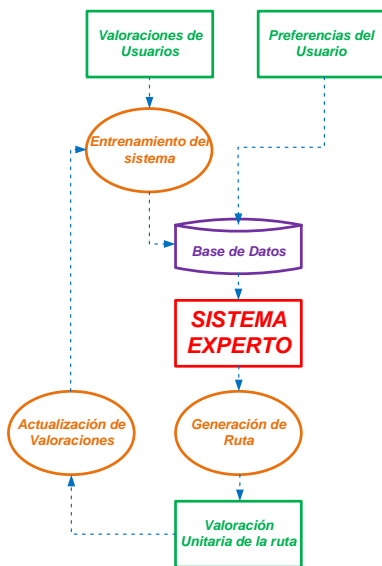 Valoraciones de
Usuarios
Preferencias del
Usuario
Entrenamiento del
sistema
Base de Datos
SISTEMA
EXPERTO
Actualización de
Valoraciones
Generación de
Ruta
Valoración
Unitaria de la ruta